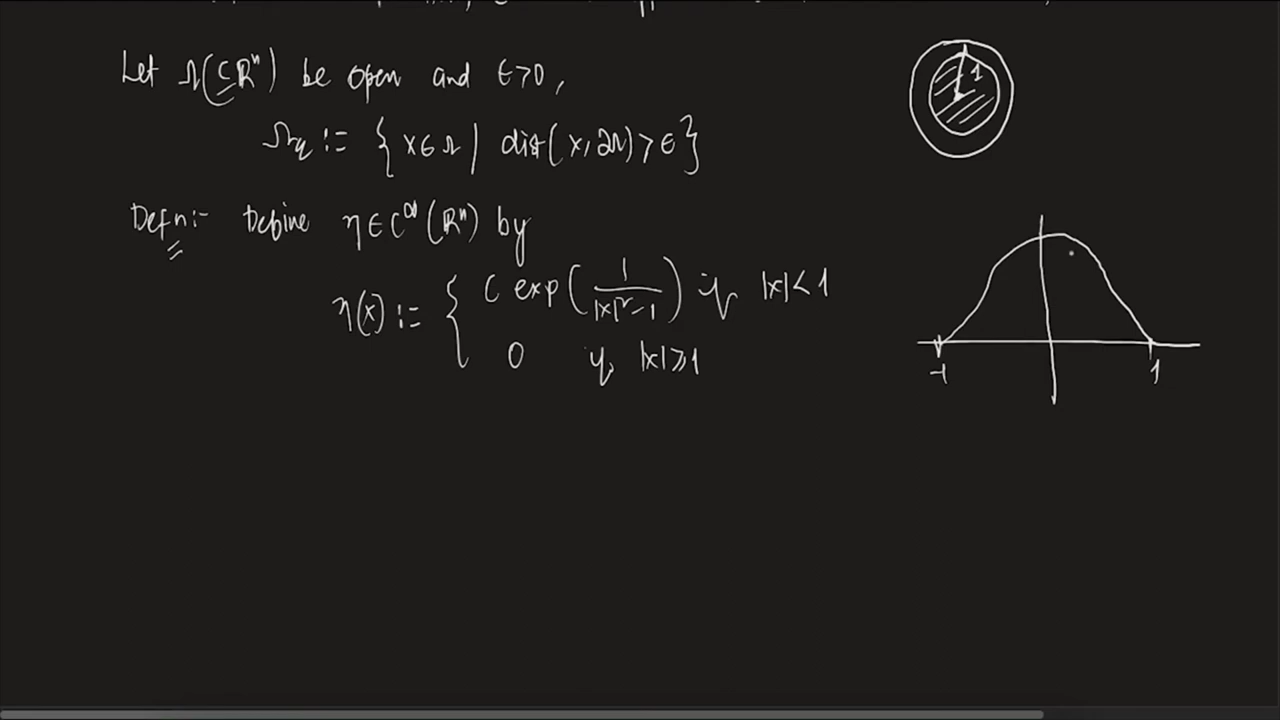 Let Ω(⊆ℝⁿ) be open and ε>0,
1
Ω_ε := { x∈Ω | dist(x, ∂Ω) > ε }
Defn:- Define η ∈ C^∞(ℝⁿ) by
η(x) := { C exp( 1 / |x|²-1 ) if |x| < 1
0 if |x| ≥ 1
-1 1